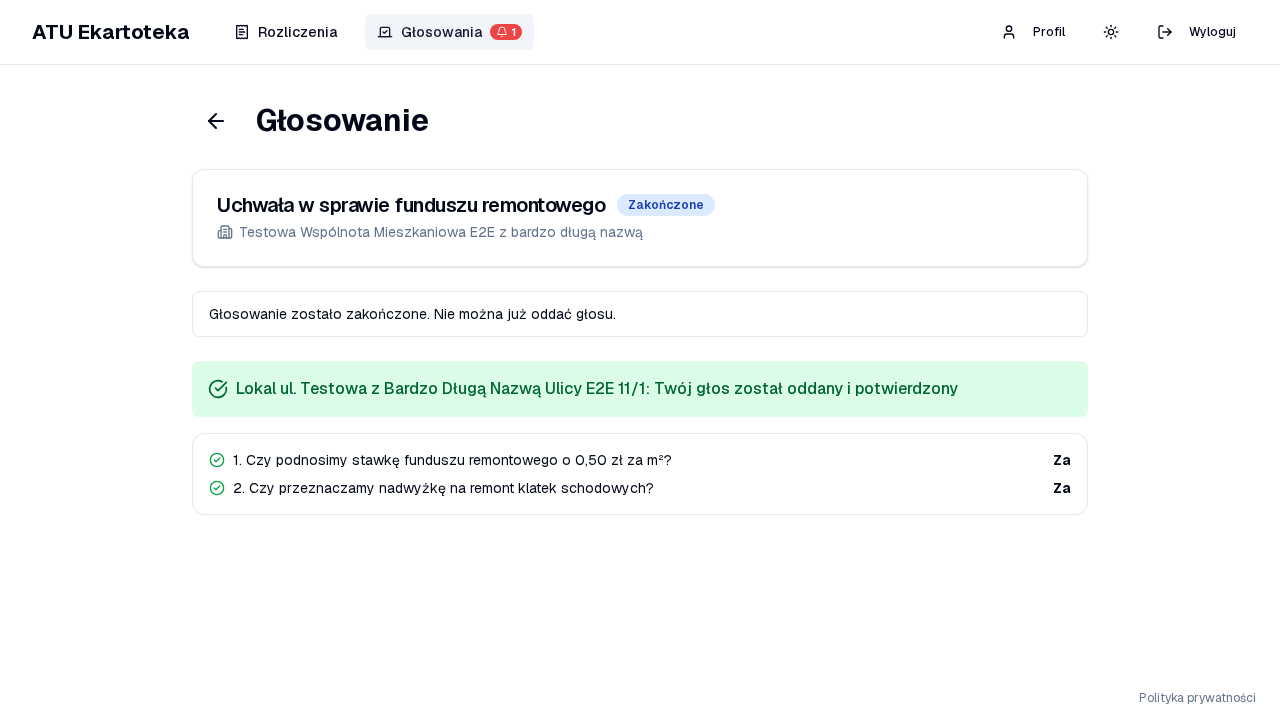 ATU Ekartoteka
Rozliczenia
Głosowania
1
Profil
Wyloguj
Głosowanie
Uchwała w sprawie funduszu remontowego
Zakończone
Testowa Wspólnota Mieszkaniowa E2E z bardzo długą nazwą
Głosowanie zostało zakończone. Nie można już oddać głosu.
Lokal ul. Testowa z Bardzo Długą Nazwą Ulicy E2E 11/1: Twój głos został oddany i potwierdzony
1. Czy podnosimy stawkę funduszu remontowego o 0,50 zł za m²? Za
2. Czy przeznaczamy nadwyżkę na remont klatek schodowych? Za
Polityka prywatności